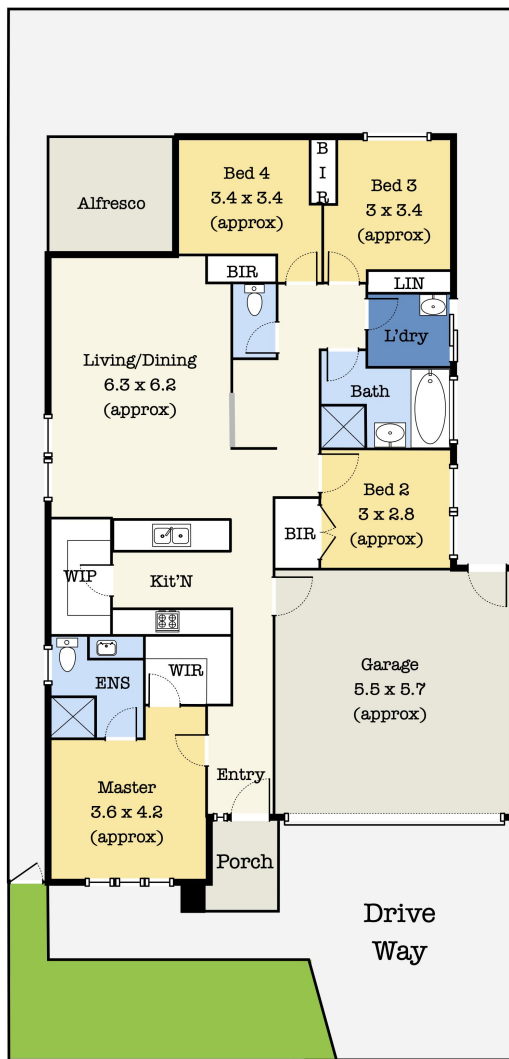 Alfresco
Bed 4
3.4 x 3.4
(approx)
B
I
R
Bed 3
3 x 3.4
(approx)
BIR
LIN
L'dry
Living/Dining
6.3 x 6.2
(approx)
Bath
Bed 2
3 x 2.8
(approx)
BIR
WIP
Kit'N
WIR
ENS
Garage
5.5 x 5.7
(approx)
Master
3.6 x 4.2
(approx)
Entry
Porch
Drive
Way